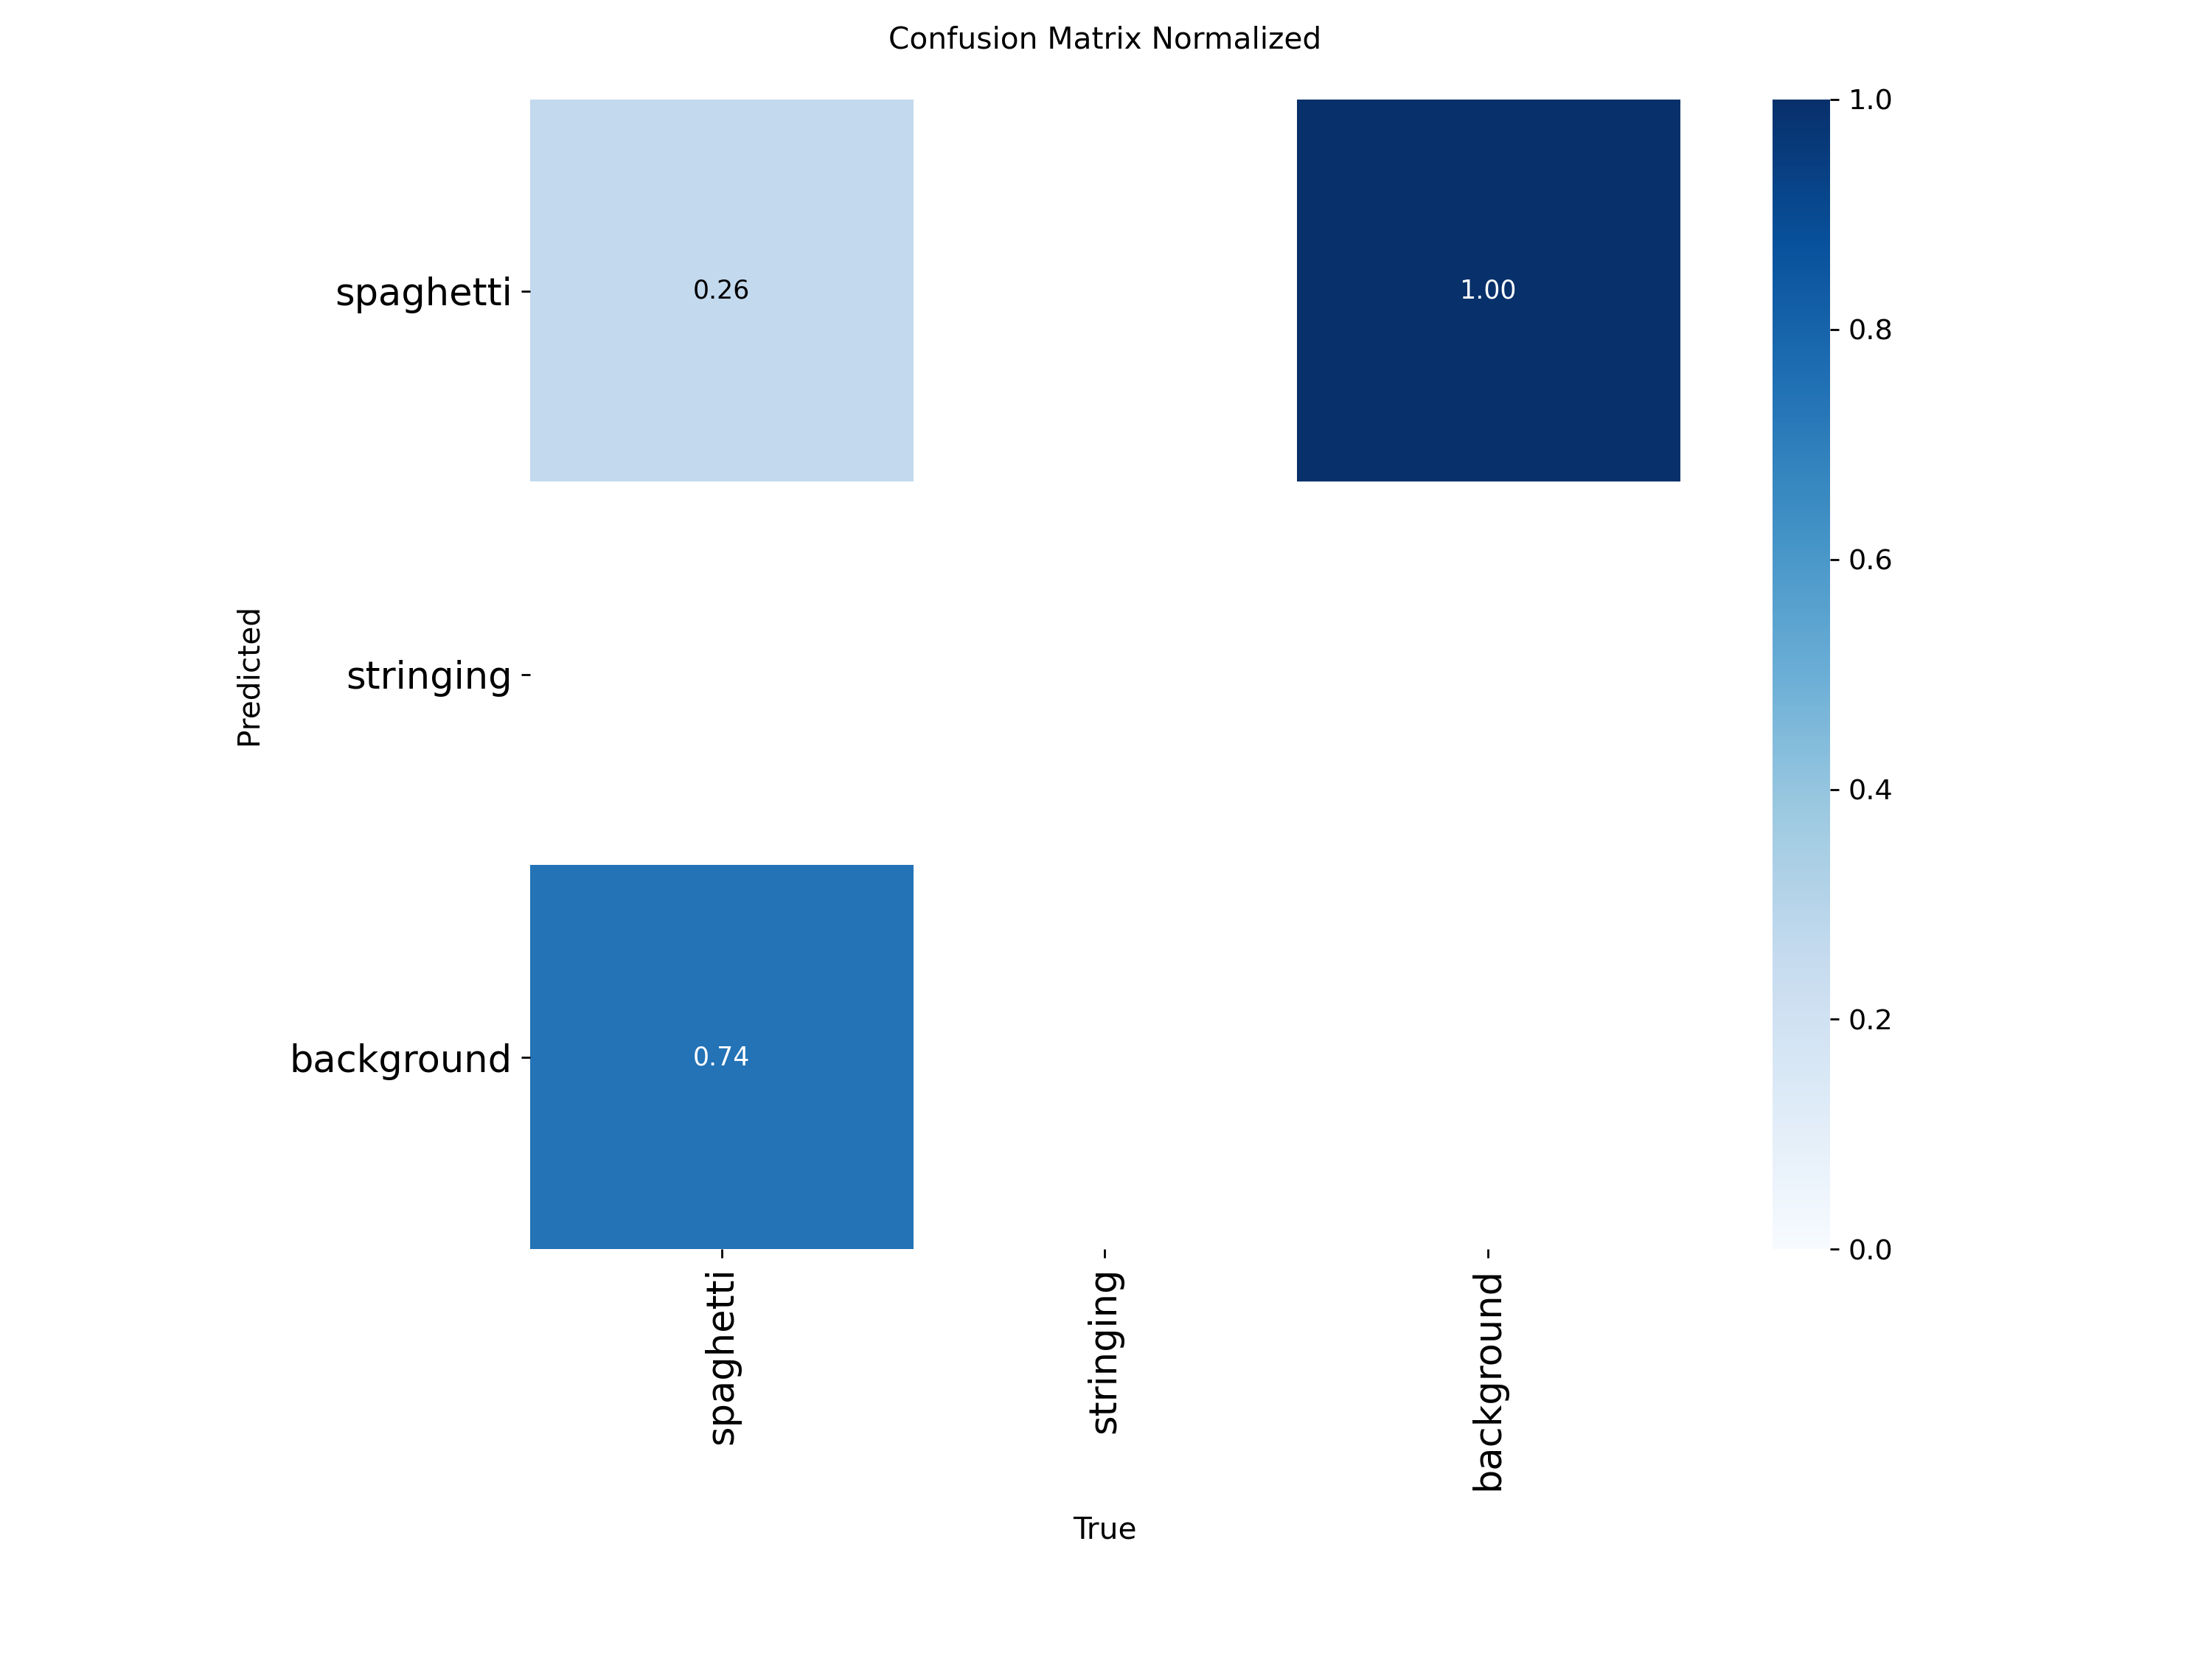 Confusion Matrix Normalized
Predicted
spaghetti
stringing
background
0.26
1.00
0.74
1.0
0.8
0.6
0.4
0.2
0.0
spaghetti
stringing
background
True